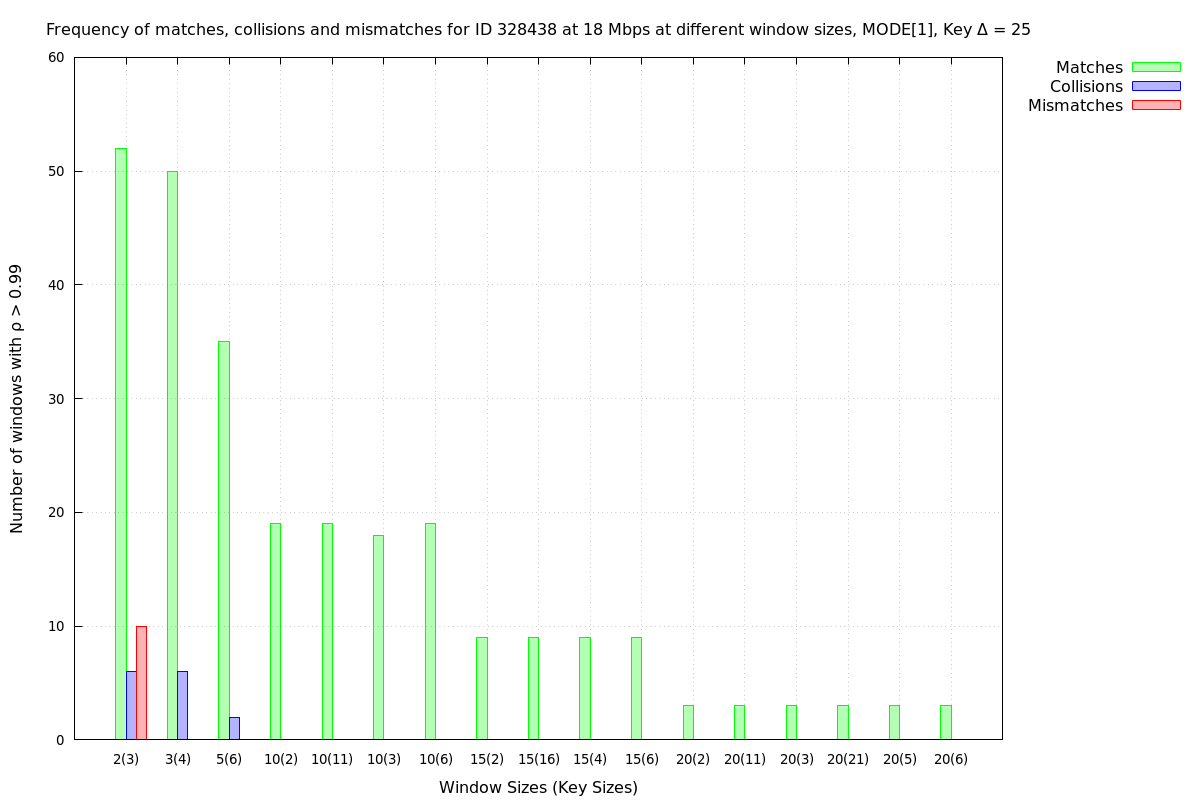 Frequency of matches, collisions and mismatches for ID 328438 at 18 Mbps at different window sizes, MODE[1], Key Δ = 25
Matches
Collisions
Mismatches
Number of windows with ρ > 0.99
60
50
40
30
20
10
0
2(3) 3(4) 5(6) 10(2) 10(11) 10(3) 10(6) 15(2) 15(16) 15(4) 15(6) 20(2) 20(11) 20(3) 20(21) 20(5) 20(6)
Window Sizes (Key Sizes)